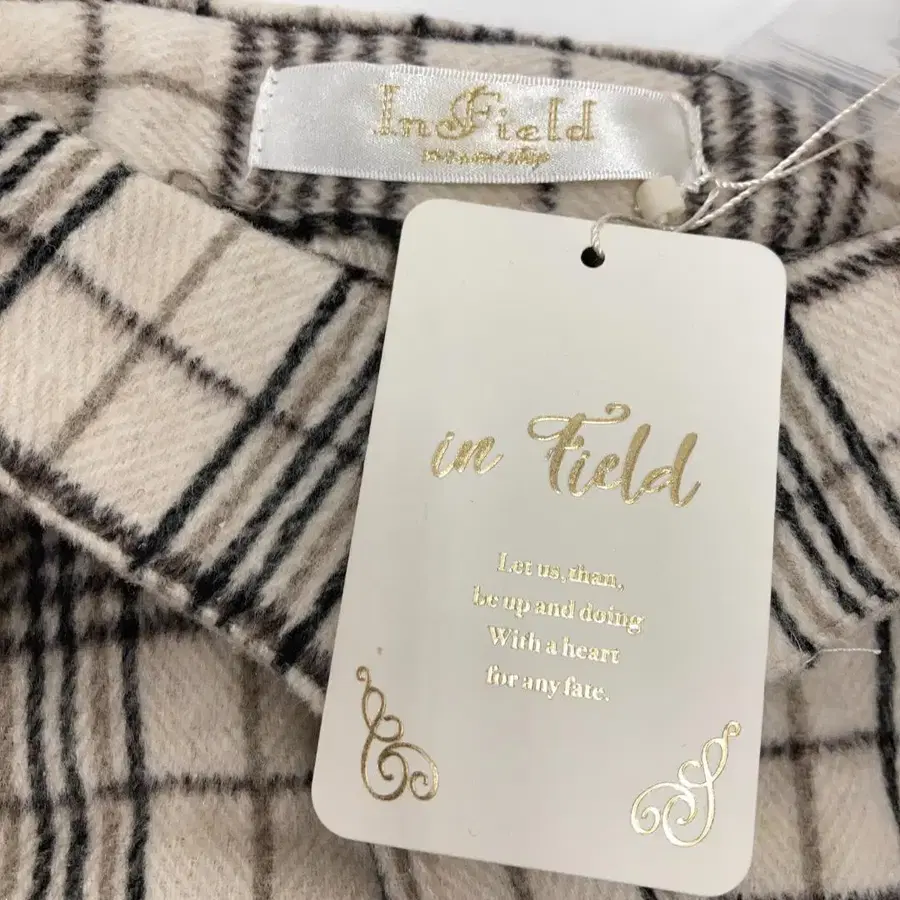 InField
in Field
Let us, than,
be up and doing
With a heart
for any fate.